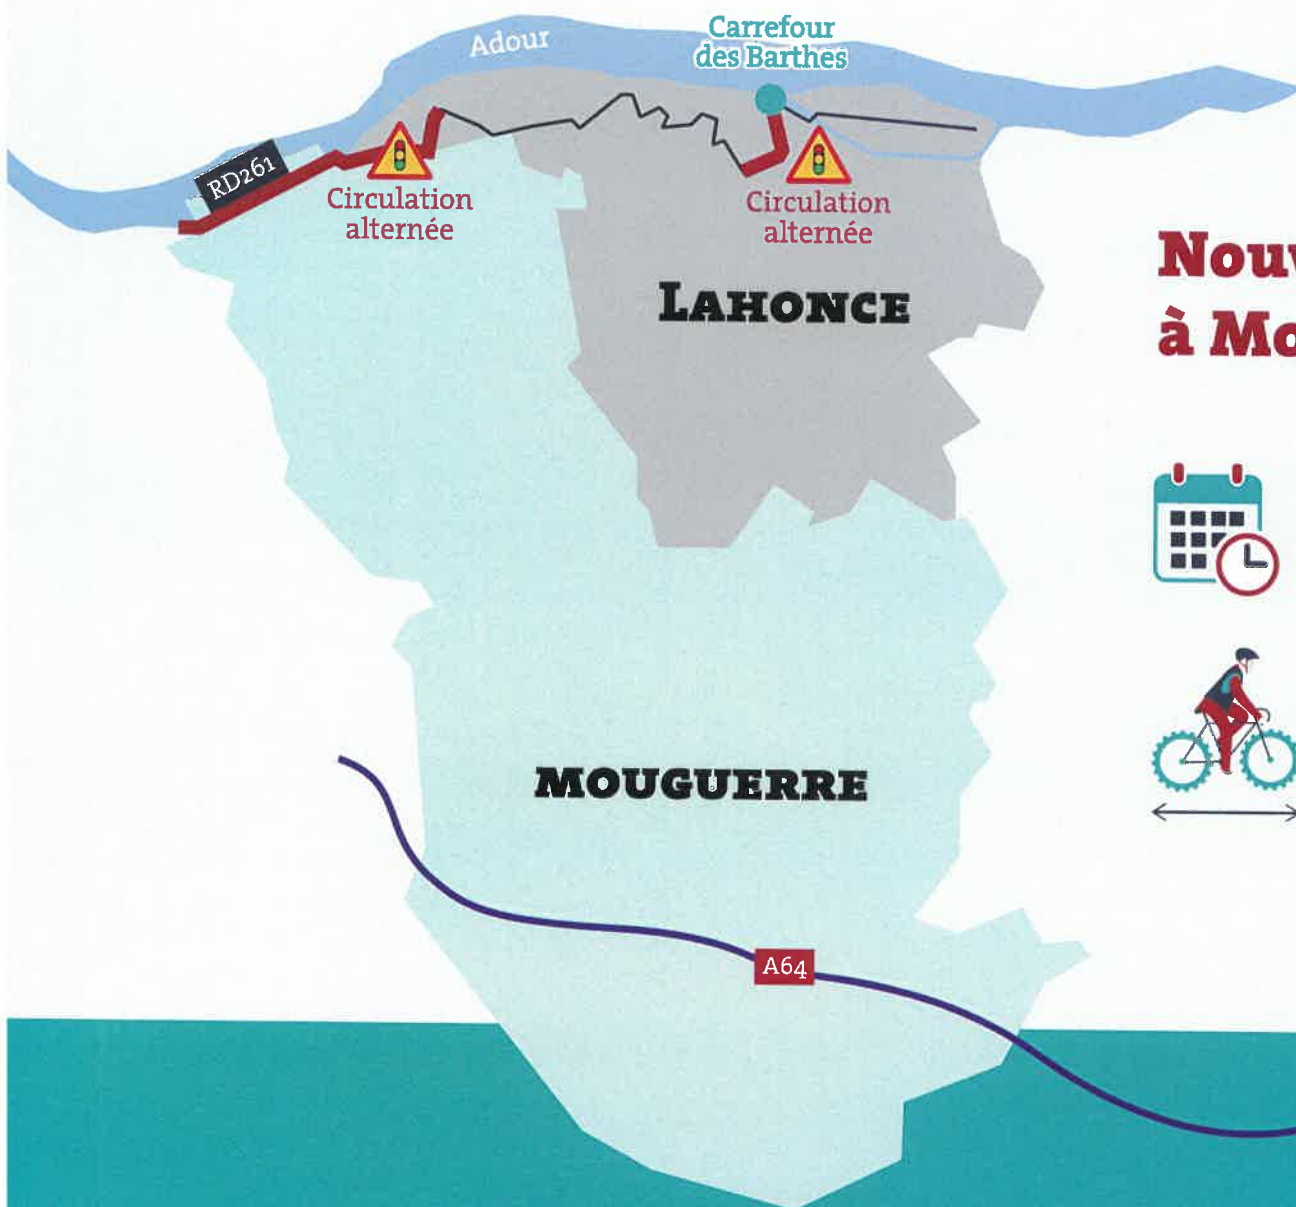 Adour
Carrefour
des Barthes
RD261
Circulation
alternée
Circulation
alternée
LAHONCE
à
MOUGUERRE
A64